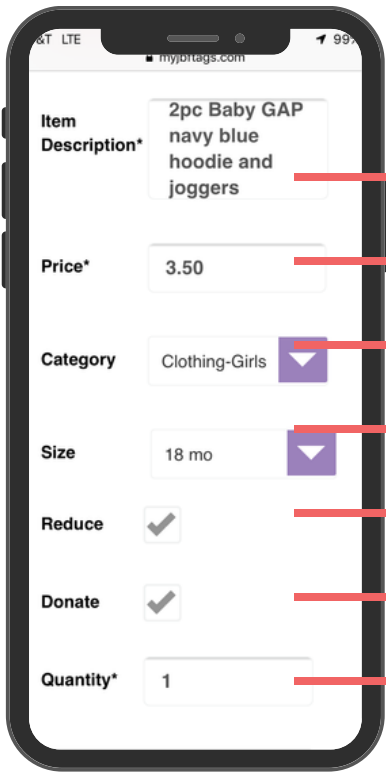 LTE
99%
myjbftags.com
Item
Description*
2pc Baby GAP
navy blue
hoodie and
joggers
Price*
3.50
Category
Clothing-Girls
Size
18 mo
Reduce
Donate
Quantity*
1